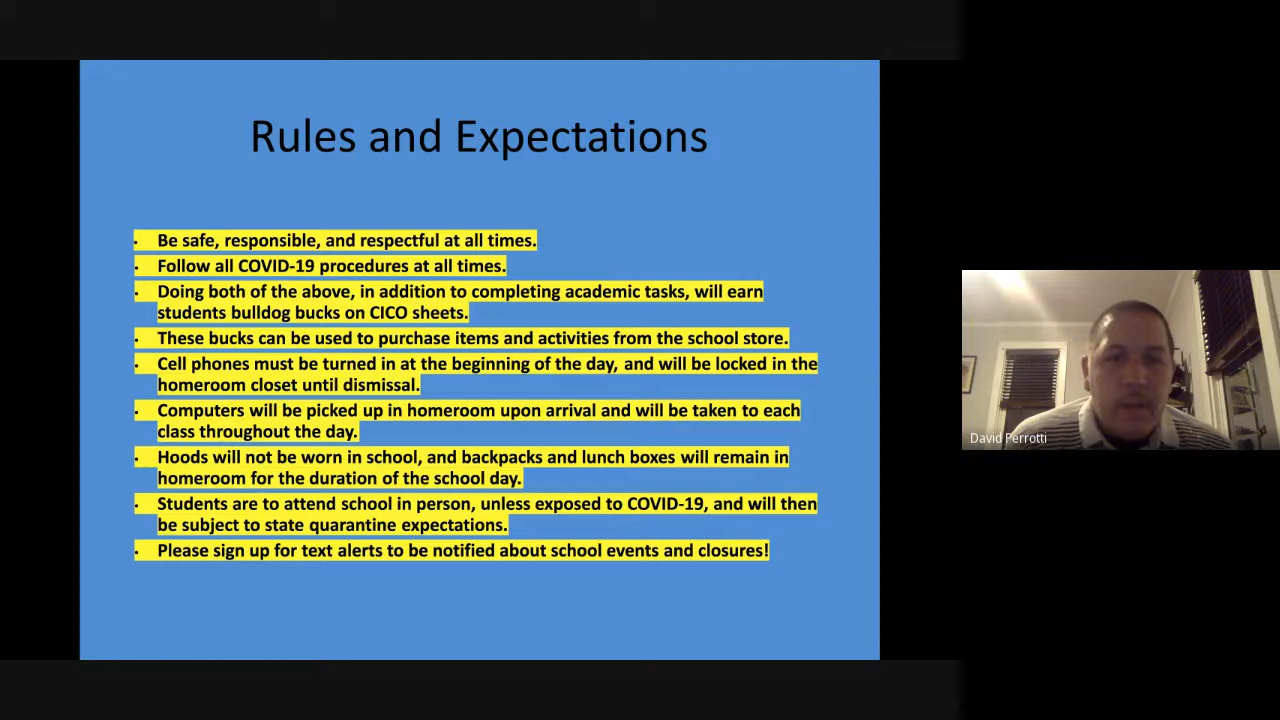 Rules and Expectations
• Be safe, responsible, and respectful at all times.
• Follow all COVID-19 procedures at all times.
• Doing both of the above, in addition to completing academic tasks, will earn
students bulldog bucks on CICO sheets.
• These bucks can be used to purchase items and activities from the school store.
• Cell phones must be turned in at the beginning of the day, and will be locked in the
homeroom closet until dismissal.
• Computers will be picked up in homeroom upon arrival and will be taken to each
class throughout the day.
• Hoods will not be worn in school, and backpacks and lunch boxes will remain in
homeroom for the duration of the school day.
• Students are to attend school in person, unless exposed to COVID-19, and will then
be subject to state quarantine expectations.
• Please sign up for text alerts to be notified about school events and closures!
David Perrotti